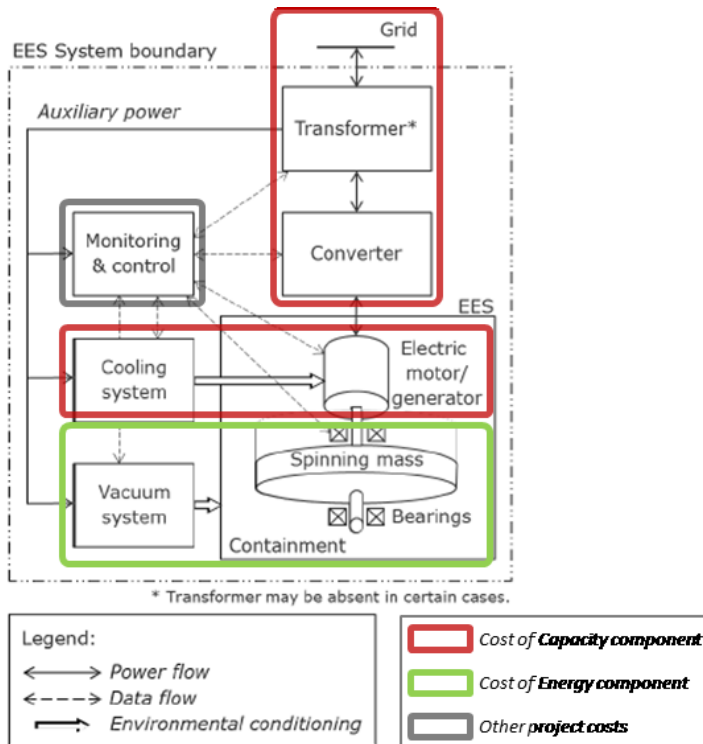 Grid
EES System boundary
Auxiliary power
Transformer*
Monitoring
& control
Converter
EES
Cooling
system
Electric
motor/
generator
Spinning mass
Vacuum
system
Bearings
Containment
* Transformer may be absent in certain cases.
Legend:
Power flow
Data flow
Environmental conditioning
Cost of Capacity component
Cost of Energy component
Other project costs